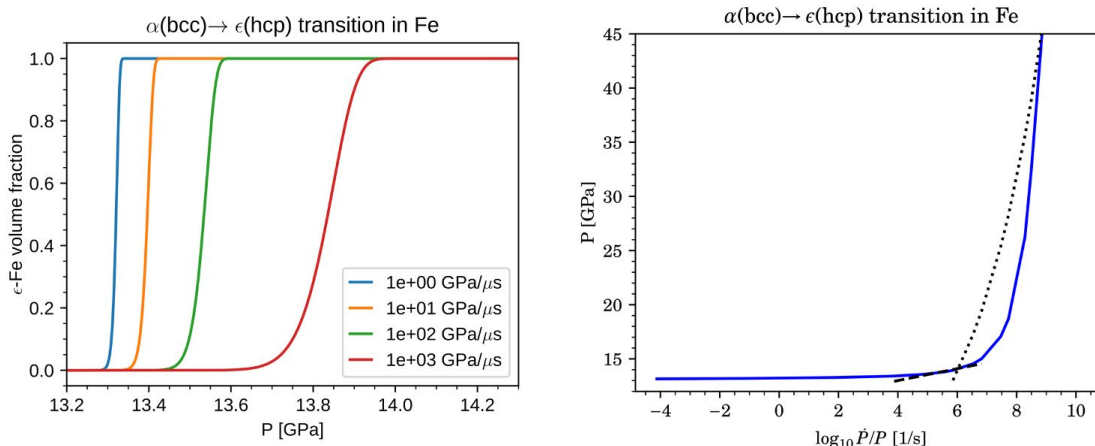 α(bcc)→ ϵ(hcp) transition in Fe
1.0
0.8
0.6
0.4
0.2
0.0
ϵ-Fe volume fraction
1e+00 GPa/μs
1e+01 GPa/μs
1e+02 GPa/μs
1e+03 GPa/μs
13.2 13.4 13.6 13.8 14.0 14.2
P [GPa]
α(bcc)→ ϵ(hcp) transition in Fe
45
40
35
30
25
20
15
P [GPa]
−4 −2 0 2 4 6 8 10
log₁₀ Ṗ/P [1/s]